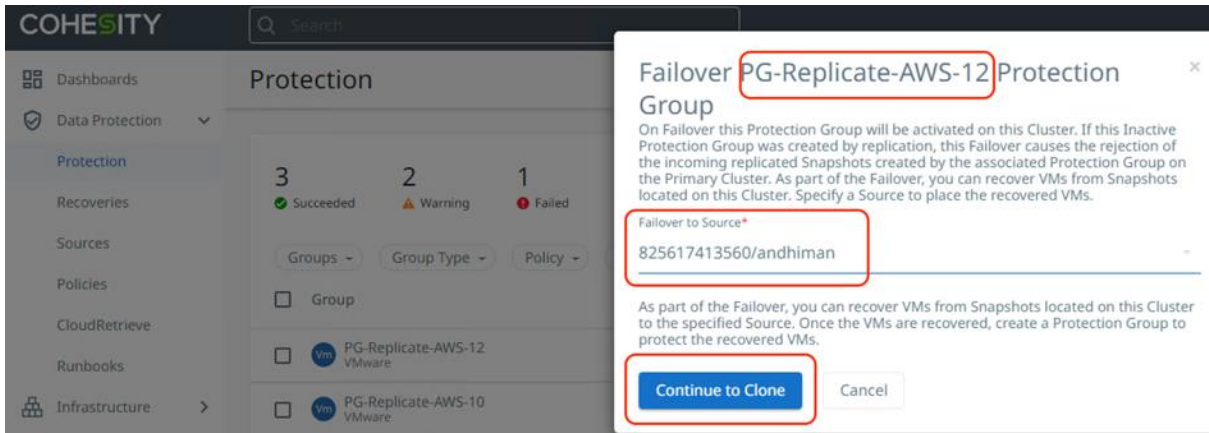 COHESITY
Search
Dashboards
Data Protection
Protection
Recoveries
Sources
Policies
CloudRetrieve
Runbooks
Infrastructure
Protection
3
Succeeded
2
Warning
1
Failed
Groups
Group Type
Policy
Group
Vm
PG-Replicate-AWS-12
VMware
Vm
PG-Replicate-AWS-10
VMware
Failover PG-Replicate-AWS-12 Protection
Group
On Failover this Protection Group will be activated on this Cluster. If this Inactive
Protection Group was created by replication, this Failover causes the rejection of
the incoming replicated Snapshots created by the associated Protection Group on
the Primary Cluster. As part of the Failover, you can recover VMs from Snapshots
located on this Cluster. Specify a Source to place the recovered VMs.
Failover to Source*
825617413560/andhiman
As part of the Failover, you can recover VMs from Snapshots located on this Cluster
to the specified Source. Once the VMs are recovered, create a Protection Group to
protect the recovered VMs.
Continue to Clone
Cancel